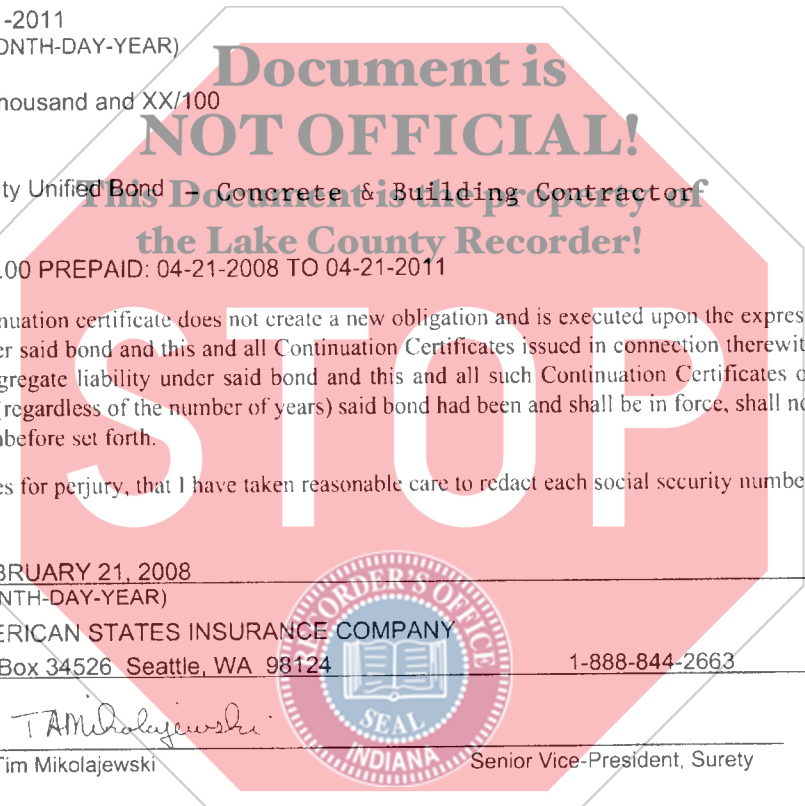 -2011
ONTH-DAY-YEAR)
Document is
housand and XX/100
NOT OFFICIAL!
ty Unified Bond - Concrete & Building Contractor
This Document is the property of
the Lake County Recorder!
.00 PREPAID: 04-21-2008 TO 04-21-2011
nuation certificate does not create a new obligation and is executed upon the expres
er said bond and this and all Continuation Certificates issued in connection therewit
gregate liability under said bond and this and all such Continuation Certificates o
(regardless of the number of years) said bond had been and shall be in force, shall no
nbefore set forth.
STOP
es for perjury, that I have taken reasonable care to redact each social security numbe
BRUARY 21, 2008
NTH-DAY-YEAR)
ERICAN STATES INSURANCE COMPANY
Box 34526 Seattle, WA 98124 1-888-844-2663
RECORDER'S OFFICE
SEAL
INDIANA
TAMikolajewski
Tim Mikolajewski Senior Vice-President, Surety